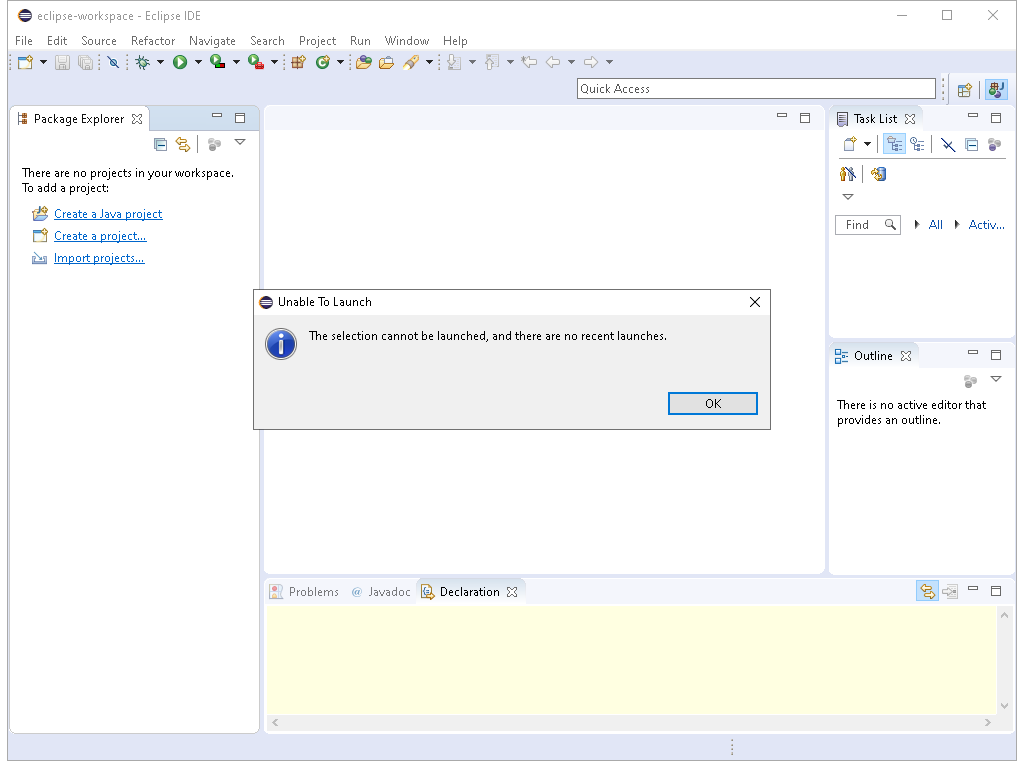 eclipse-workspace - Eclipse IDE
File Edit Source Refactor Navigate Search Project Run Window Help
Quick Access
Package Explorer
There are no projects in your workspace.
To add a project:
Create a Java project
Create a project...
Import projects...
Task List
Find All Activ...
Unable To Launch
The selection cannot be launched, and there are no recent launches.
OK
Outline
There is no active editor that
provides an outline.
Problems @ Javadoc Declaration